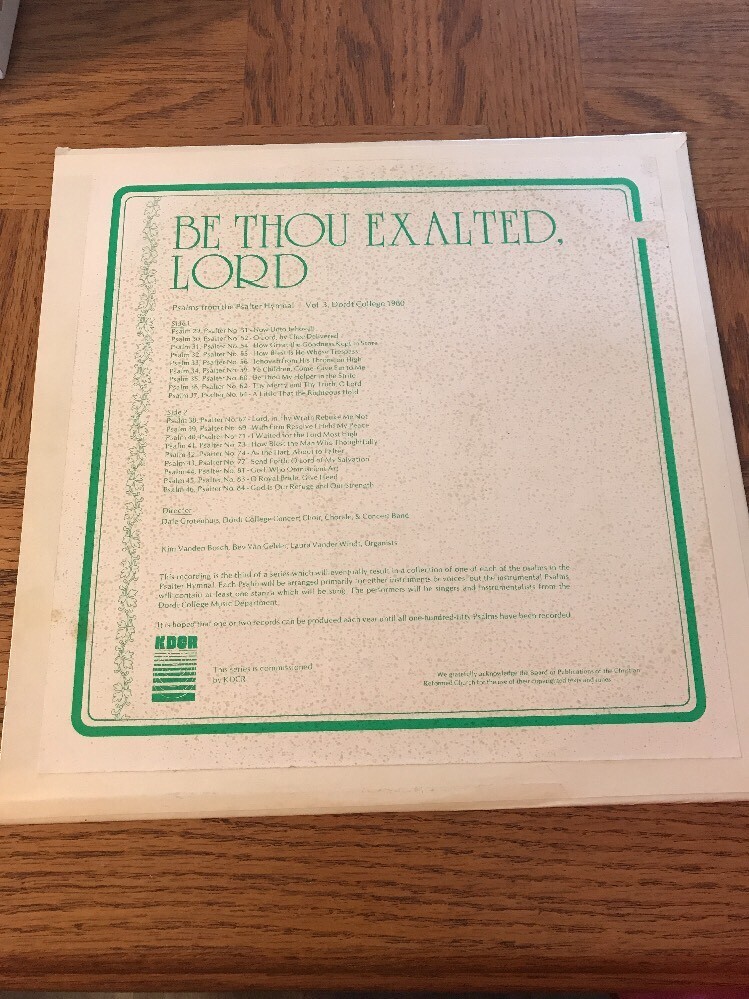 BE THOU EXALTED,
LORD
Psalms from the Psalter Hymnal Vol. 3, Dordt College 1980
Side 1
Psalm 29, Psalter No. 51 - Now Unto Jehovah
Psalm 30, Psalter No. 52 - O Lord, by Thee Delivered
Psalm 31, Psalter No. 54 - How Great the Goodness Kept in Store
Psalm 32, Psalter No. 55 - How Blest Is He Whose Trespass
Psalm 33, Psalter No. 56 - Jehovah from His Throne on High
Psalm 34, Psalter No. 59 - Ye Children, Come, Give Ear to Me
Psalm 35, Psalter No. 60 - Be Thou My Helper in the Strife
Psalm 36, Psalter No. 62 - Thy Mercy and Thy Truth, O Lord
Psalm 37, Psalter No. 64 - A Little That the Righteous Hold
Side 2
Psalm 38, Psalter No. 67 - Lord, in Thy Wrath Rebuke Me Not
Psalm 39, Psalter No. 69 - With Firm Resolve I Held My Peace
Psalm 40, Psalter No. 71 - I Waited for the Lord Most High
Psalm 41, Psalter No. 73 - How Blest the Man Who Thoughtfully
Psalm 42, Psalter No. 74 - As the Hart, About to Falter
Psalm 43, Psalter No. 77 - Send Forth, O Lord of My Salvation
Psalm 44, Psalter No. 81 - God, Who Omnipotent Art
Psalm 45, Psalter No. 83 - O Royal Bride, Give Heed
Psalm 46, Psalter No. 84 - God Is Our Refuge and Our Strength
Director
Dale Grotenhuis, Dordt College Concert Choir, Chorale, & Concert Band
Kim Vanden Bosch, Bev Van Gelder, Laura Vander Windt, Organists
This recording is the third of a series which will eventually result in a collection of one of each of the psalms in the
Psalter Hymnal. Each Psalm will be arranged primarily for either instruments or voices, but the instrumental Psalms
will contain at least one stanza which will be sung. The performers will be singers and instrumentalists from the
Dordt College Music Department.
It is hoped that one or two records can be produced each year until all one-hundred-fifty Psalms have been recorded.
KDCR
This series is commissioned
by KDCR
We gratefully acknowledge the Board of Publications of the Christian
Reformed Church for the use of their copyrighted texts and tunes